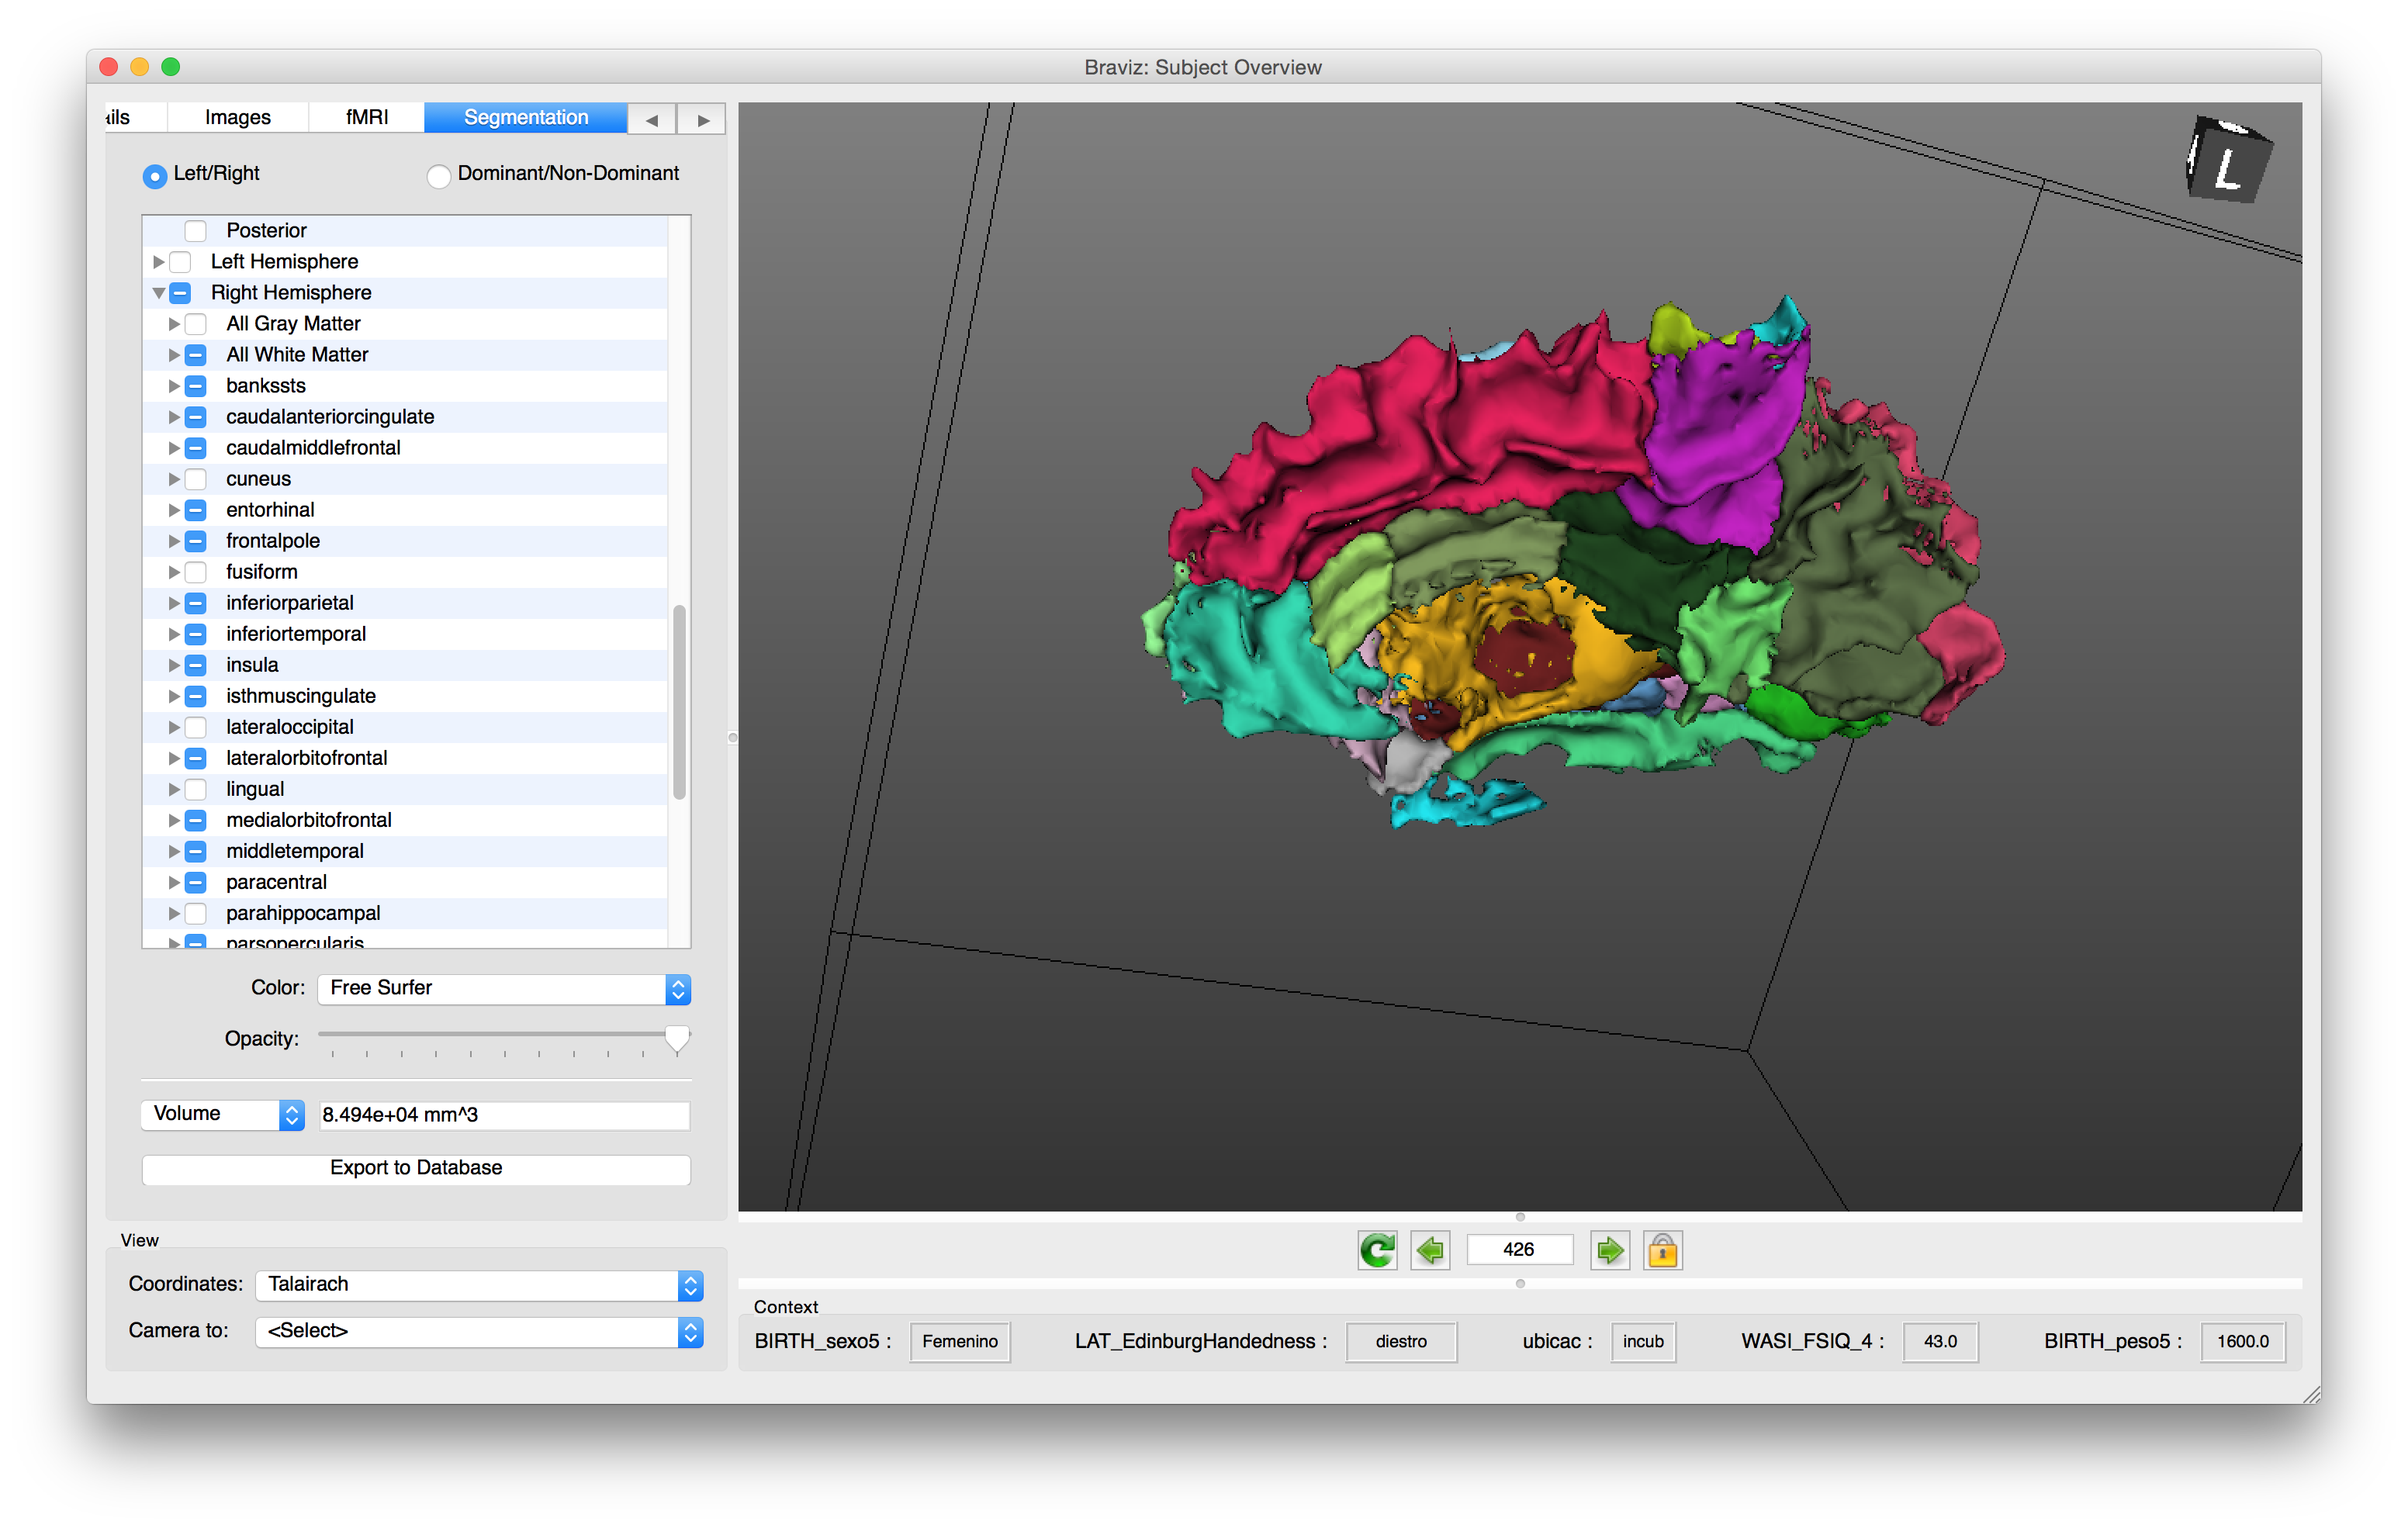 Braviz: Subject Overview
ails Images fMRI Segmentation
Left/Right Dominant/Non-Dominant
Posterior
Left Hemisphere
Right Hemisphere
All Gray Matter
All White Matter
bankssts
caudalanteriorcingulate
caudalmiddlefrontal
cuneus
entorhinal
frontalpole
fusiform
inferiorparietal
inferiortemporal
insula
isthmuscingulate
lateraloccipital
lateralorbitofrontal
lingual
medialorbitofrontal
middletemporal
paracentral
parahippocampal
parsopercularis
Color: Free Surfer
Opacity:
Volume 8.494e+04 mm^3
Export to Database
View
Coordinates: Talairach
Camera to: <Select>
L
426
Context
BIRTH_sexo5 : Femenino LAT_EdinburgHandedness : diestro ubicac : incub WASI_FSIQ_4 : 43.0 BIRTH_peso5 : 1600.0